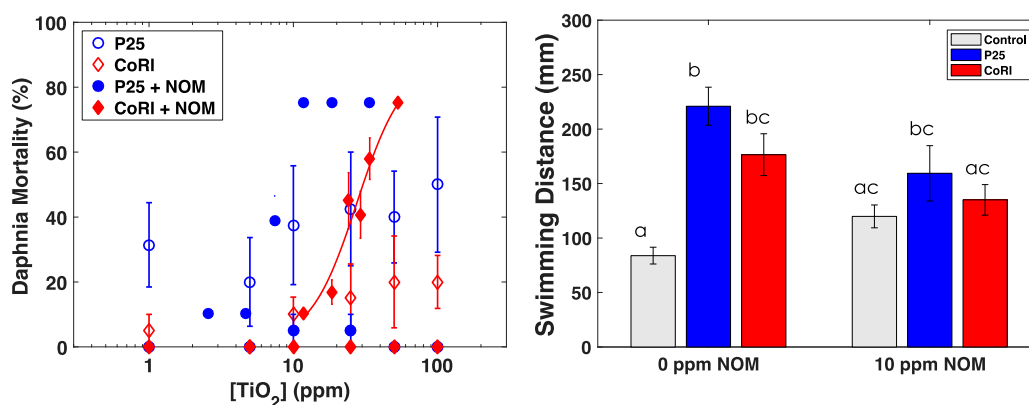 100
80
60
40
20
0
Daphnia Mortality (%)
P25
CoRI
P25 + NOM
CoRI + NOM
1
10
100
[TiO2] (ppm)
300
250
200
150
100
50
0
Swimming Distance (mm)
Control
P25
CoRI
a
b
bc
ac
bc
ac
0 ppm NOM
10 ppm NOM